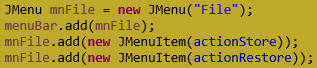 JMenu mnFile = new JMenu("File");
menuBar.add(mnFile);
mnFile.add(new JMenuItem(actionStore));
mnFile.add(new JMenuItem(actionRestore));